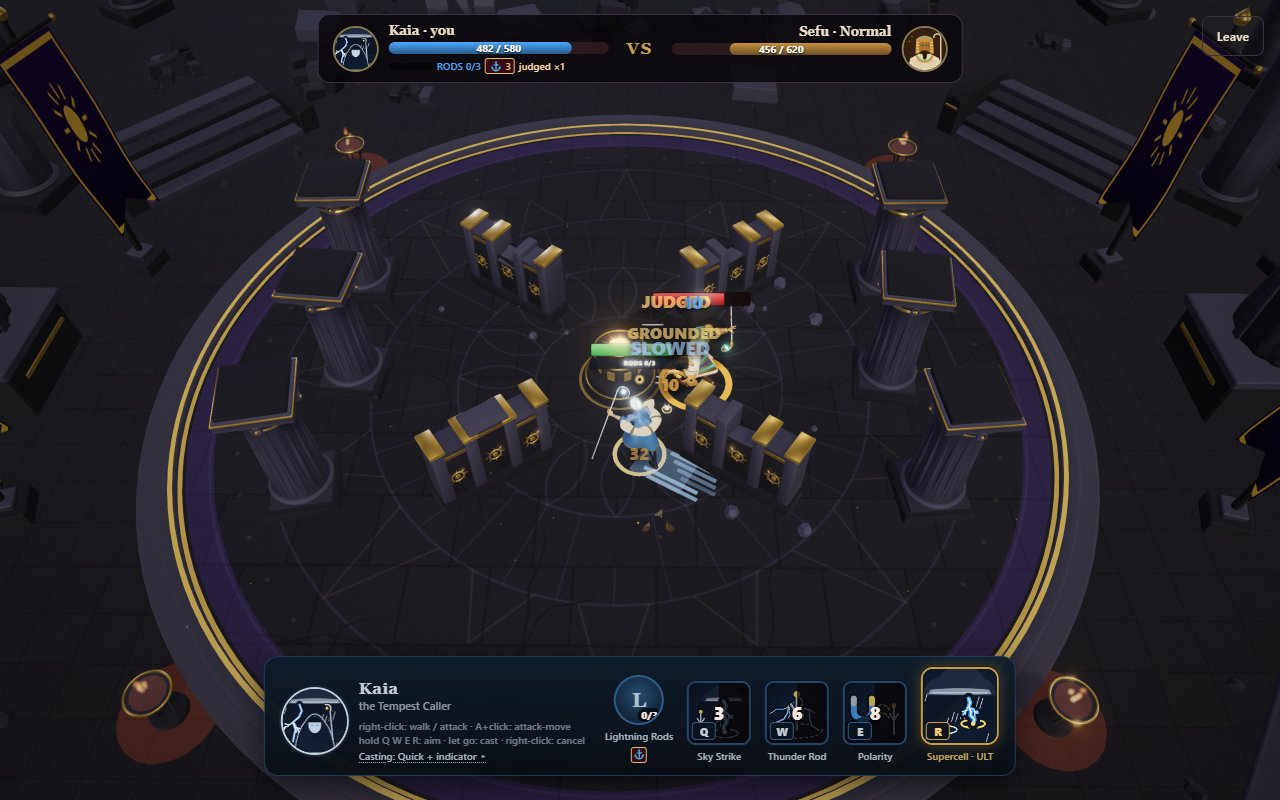 Kaia · you
482 / 580
RODS 0/3 3 judged ×1
VS
Sefu · Normal
456 / 620
Leave
JUDGED
GROUNDED
SLOWED
RODS 0/3
10
32
Kaia
the Tempest Caller
right-click: walk / attack · A+click: attack-move
hold Q W E R: aim · let go: cast · right-click: cancel
Casting: Quick + indicator
L
0/3
Lightning Rods
3
Q
Sky Strike
6
W
Thunder Rod
8
E
Polarity
R
Supercell · ULT